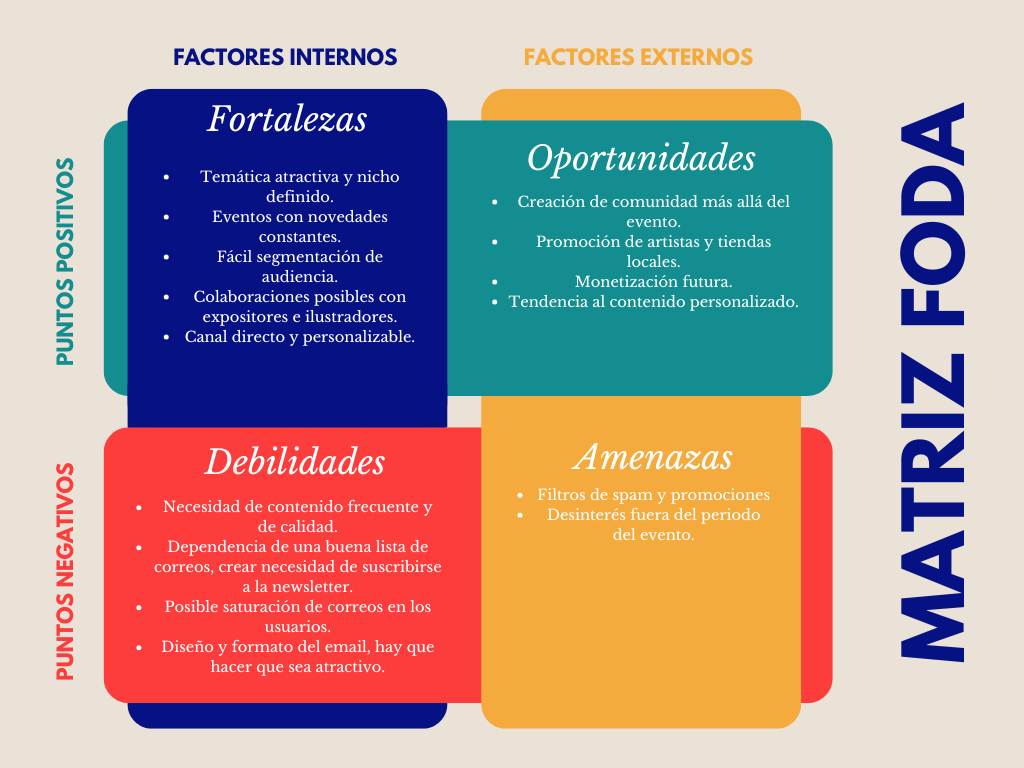 FACTORES INTERNOS
FACTORES EXTERNOS
PUNTOS POSITIVOS
Fortalezas
• Temática atractiva y nicho
definido.
• Eventos con novedades
constantes.
• Fácil segmentación de
audiencia.
• Colaboraciones posibles con
expositores e ilustradores.
• Canal directo y personalizable.
Oportunidades
• Creación de comunidad más allá del
evento.
• Promoción de artistas y tiendas
locales.
• Monetización futura.
• Tendencia al contenido personalizado.
PUNTOS NEGATIVOS
Debilidades
• Necesidad de contenido frecuente y
de calidad.
• Dependencia de una buena lista de
correos, crear necesidad de suscribirse
a la newsletter.
• Posible saturación de correos en los
usuarios.
• Diseño y formato del email, hay que
hacer que sea atractivo.
Amenazas
• Filtros de spam y promociones
• Desinterés fuera del periodo
del evento.
MATRIZ FODA